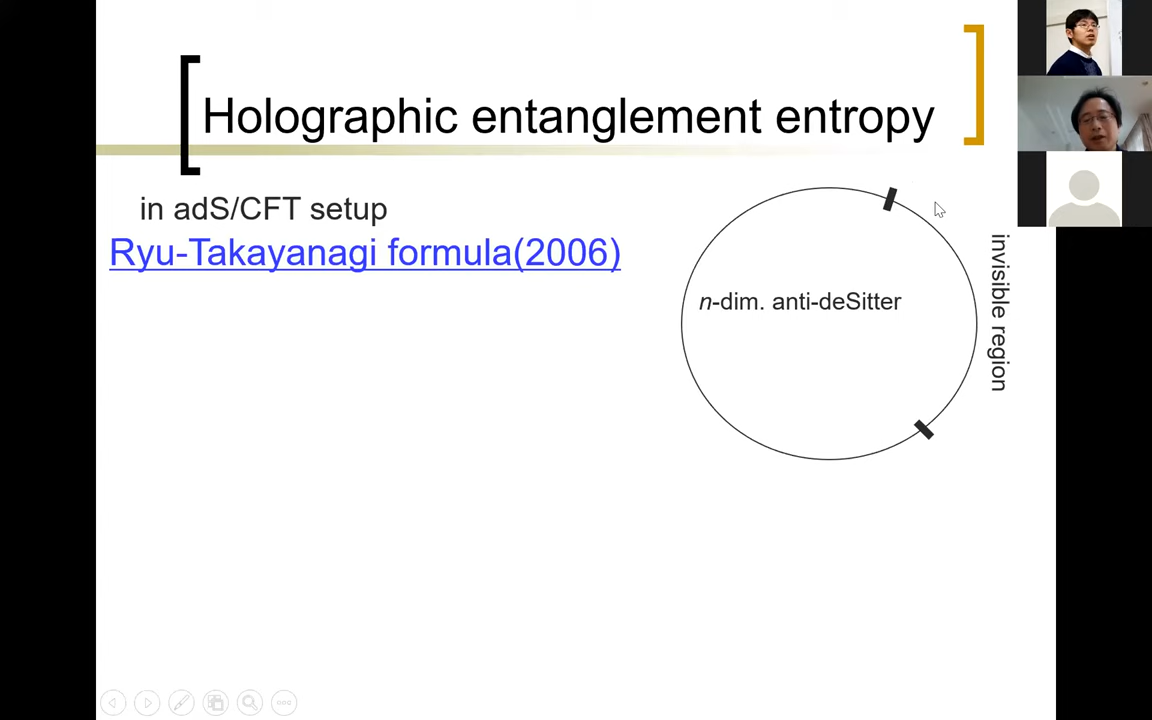 Holographic entanglement entropy
in adS/CFT setup
Ryu-Takayanagi formula(2006)
n-dim. anti-deSitter
invisible region